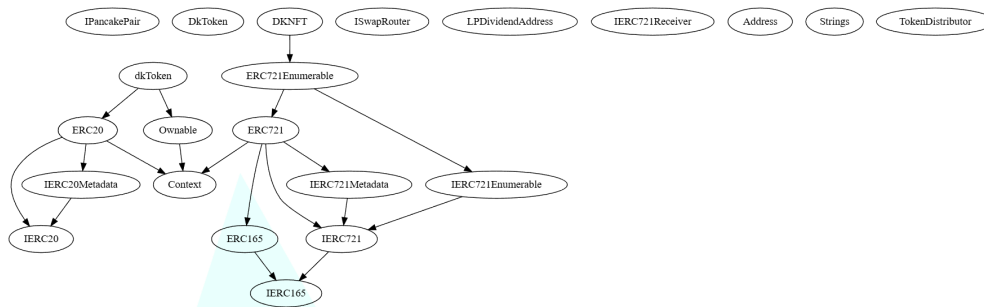 IPancakePair DkToken DKNFT ISwapRouter LPDividendAddress IERC721Receiver Address Strings TokenDistributor
dkToken ERC721Enumerable
ERC20 Ownable ERC721
IERC20Metadata Context IERC721Metadata IERC721Enumerable
IERC20 ERC165 IERC721
IERC165